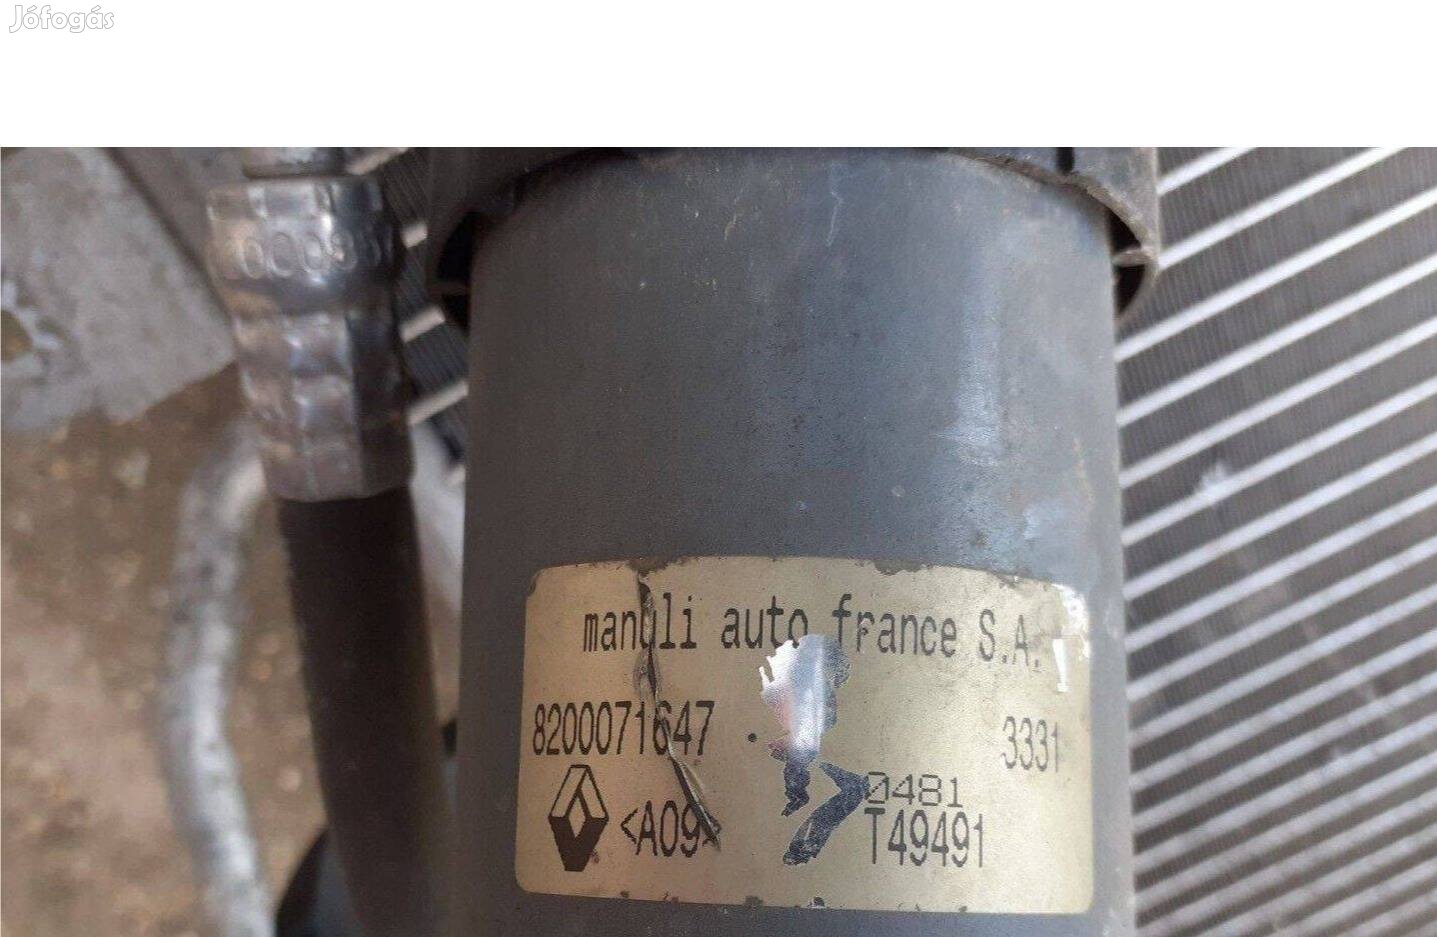 Jófogás
manuli auto france S.A.
8200071647 . 3331
0481
<A09> T49491